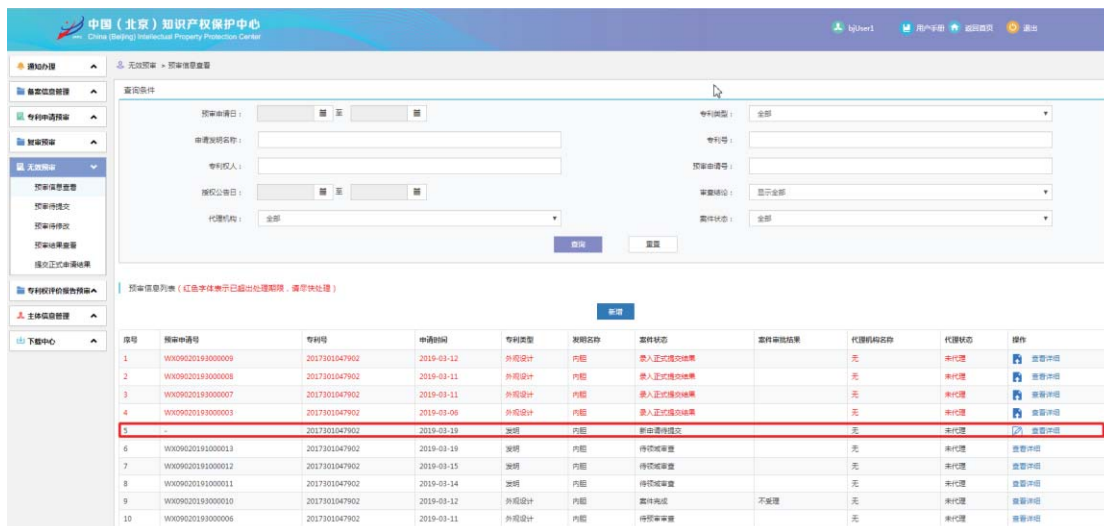 中国（北京）知识产权保护中心
China (Beijing) Intellectual Property Protection Center
bjUser1 用户手册 返回首页 退出
通知办理
备案信息管理
专利申请预审
复审预审
无效预审
预审信息查看
预审待提交
预审待修改
预审结果查看
提交正式申请结果
专利权评价报告预审
主体信息管理
下载中心
无效预审 » 预审信息查看
查询条件
预审申请日： 至 专利类型： 全部
申请发明名称： 专利号：
专利权人： 预审申请号：
授权公告日： 至 审查结论： 显示全部
代理机构： 全部 案件状态： 全部
查询 重置
预审信息列表（红色字体表示已超出处理期限，请尽快处理）
新增
序号 预审申请号 专利号 申请时间 专利类型 发明名称 案件状态 案件审批结果 代理机构名称 代理状态 操作
1 WX09020193000009 2017301047902 2019-03-12 外观设计 内胆 录入正式提交结果 无 未代理 查看详细
2 WX09020193000008 2017301047902 2019-03-11 外观设计 内胆 录入正式提交结果 无 未代理 查看详细
3 WX09020193000007 2017301047902 2019-03-11 外观设计 内胆 录入正式提交结果 无 未代理 查看详细
4 WX09020193000003 2017301047902 2019-03-06 外观设计 内胆 录入正式提交结果 无 未代理 查看详细
5 - 2017301047902 2019-03-19 发明 内胆 新申请待提交 无 未代理 查看详细
6 WX09020191000013 2017301047902 2019-03-19 发明 内胆 待领域审查 无 未代理 查看详细
7 WX09020191000012 2017301047902 2019-03-15 发明 内胆 待领域审查 无 未代理 查看详细
8 WX09020191000011 2017301047902 2019-03-14 发明 内胆 待领域审查 无 未代理 查看详细
9 WX09020193000010 2017301047902 2019-03-12 外观设计 内胆 案件完成 不受理 无 未代理 查看详细
10 WX09020193000006 2017301047902 2019-03-11 外观设计 内胆 待预审审查 无 未代理 查看详细